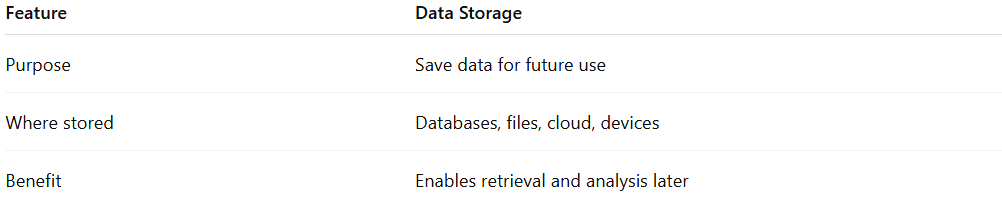 Feature Data Storage
Purpose Save data for future use
Where stored Databases, files, cloud, devices
Benefit Enables retrieval and analysis later